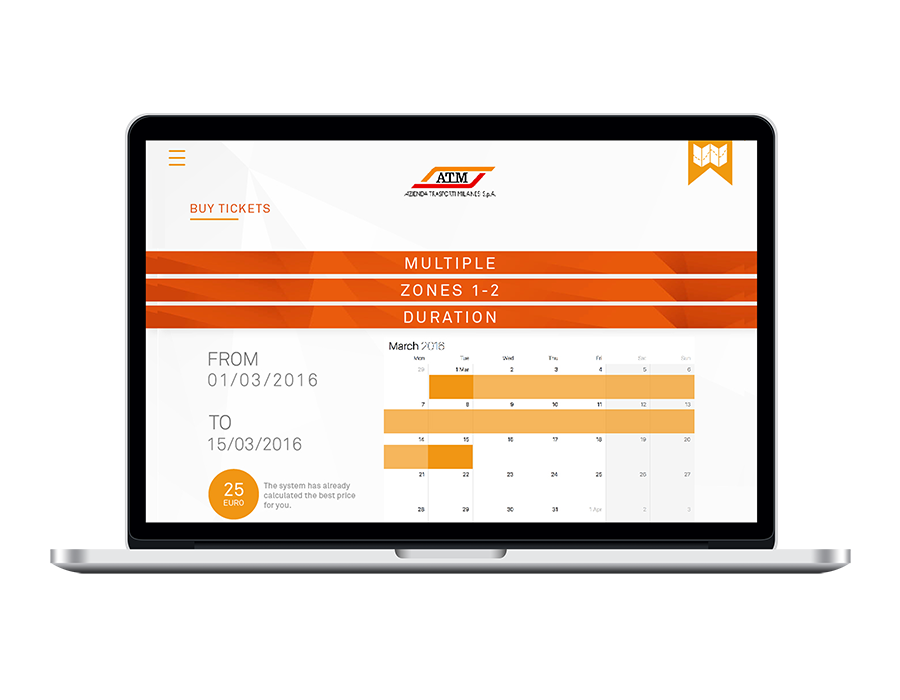 ATM
AZIENDA TRASPORTI MILANESI S.p.A.
BUY TICKETS
MULTIPLE
ZONES 1-2
DURATION
FROM
01/03/2016
TO
15/03/2016
25
EURO
The system has already
calculated the best price
for you.
March 2016
Mon Tue Wed Thu Fri Sat Sun
29 1 Mar 2 3 4 5 6
7 8 9 10 11 12 13
14 15 16 17 18 19 20
21 22 23 24 25 26 27
28 29 30 31 1 Apr 2 3